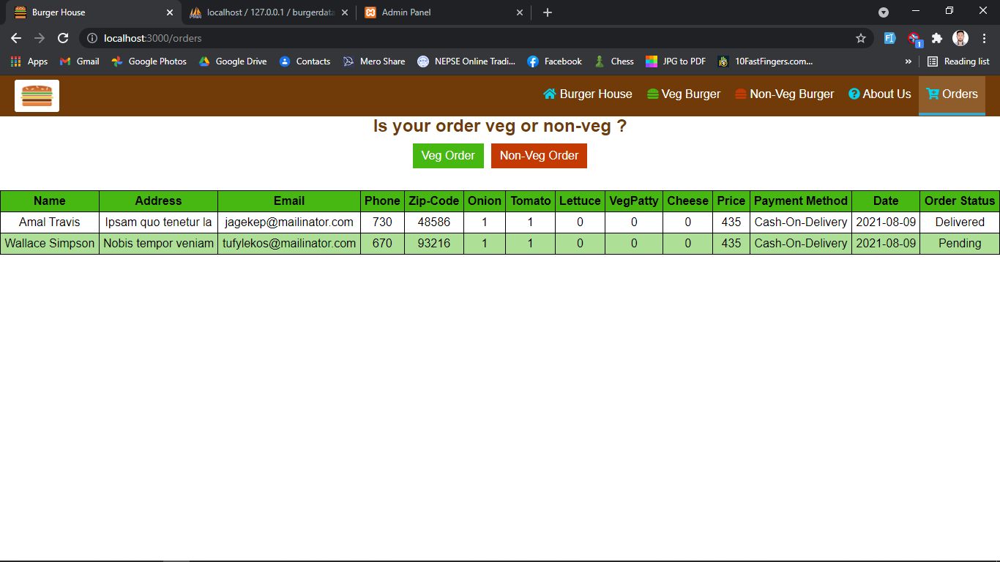 Burger House
localhost / 127.0.0.1 / burgerdata
Admin Panel
localhost:3000/orders
1
Apps Gmail Google Photos Google Drive Contacts Mero Share NEPSE Online Tradi... Facebook Chess JPG to PDF 10FastFingers.com... » Reading list
Burger House Veg Burger Non-Veg Burger About Us Orders
Is your order veg or non-veg ?
Veg Order Non-Veg Order
Name Address Email Phone Zip-Code Onion Tomato Lettuce VegPatty Cheese Price Payment Method Date Order Status
Amal Travis Ipsam quo tenetur la jagekep@mailinator.com 730 48586 1 1 0 0 0 435 Cash-On-Delivery 2021-08-09 Delivered
Wallace Simpson Nobis tempor veniam tufylekos@mailinator.com 670 93216 1 1 0 0 0 435 Cash-On-Delivery 2021-08-09 Pending